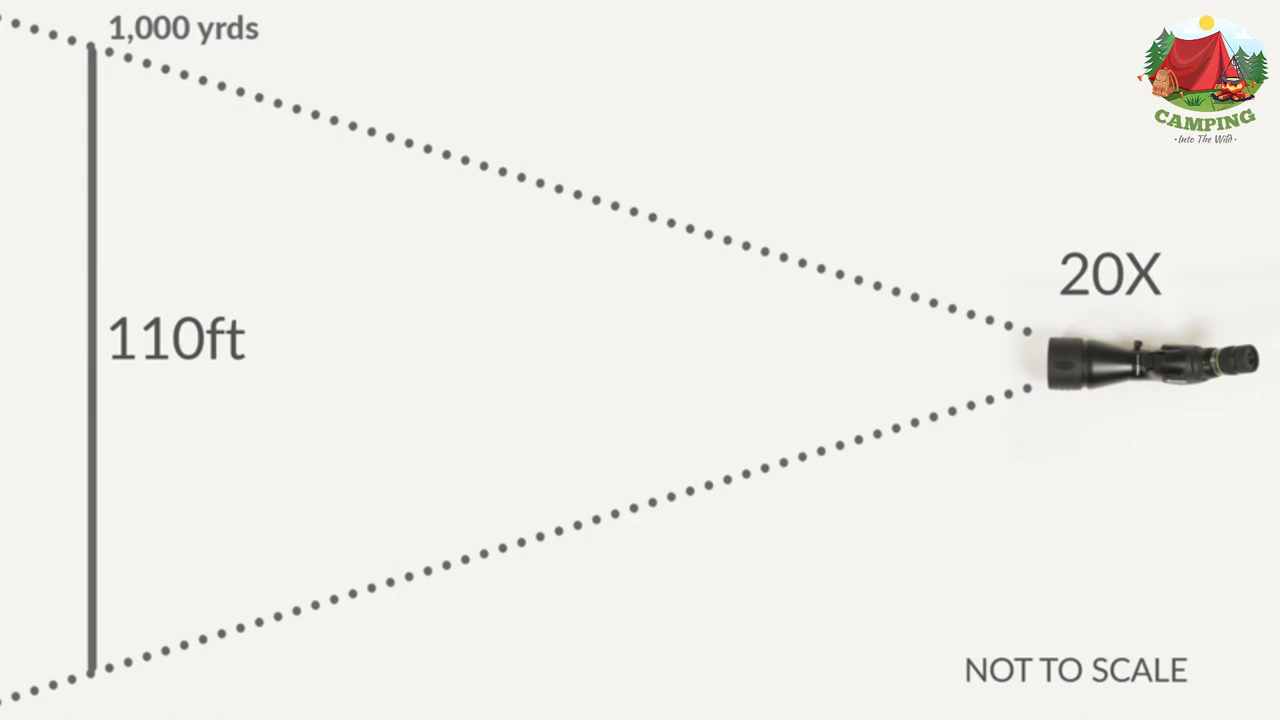 1,000 yrds
CAMPING
• Into The Wild •
20X
110ft
NOT TO SCALE